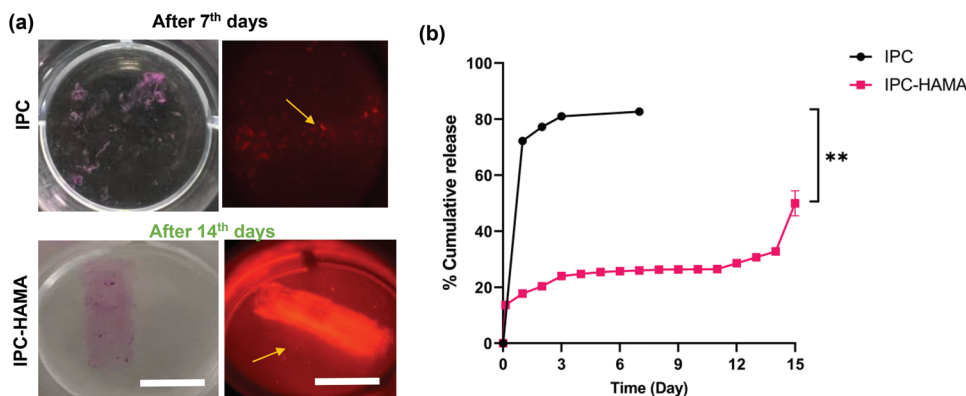 (a)
After 7th days
IPC
After 14th days
IPC-HAMA
(b)
IPC
IPC-HAMA
% Cumulative release
100
80
60
40
20
0
0
3
6
9
12
15
Time (Day)
**